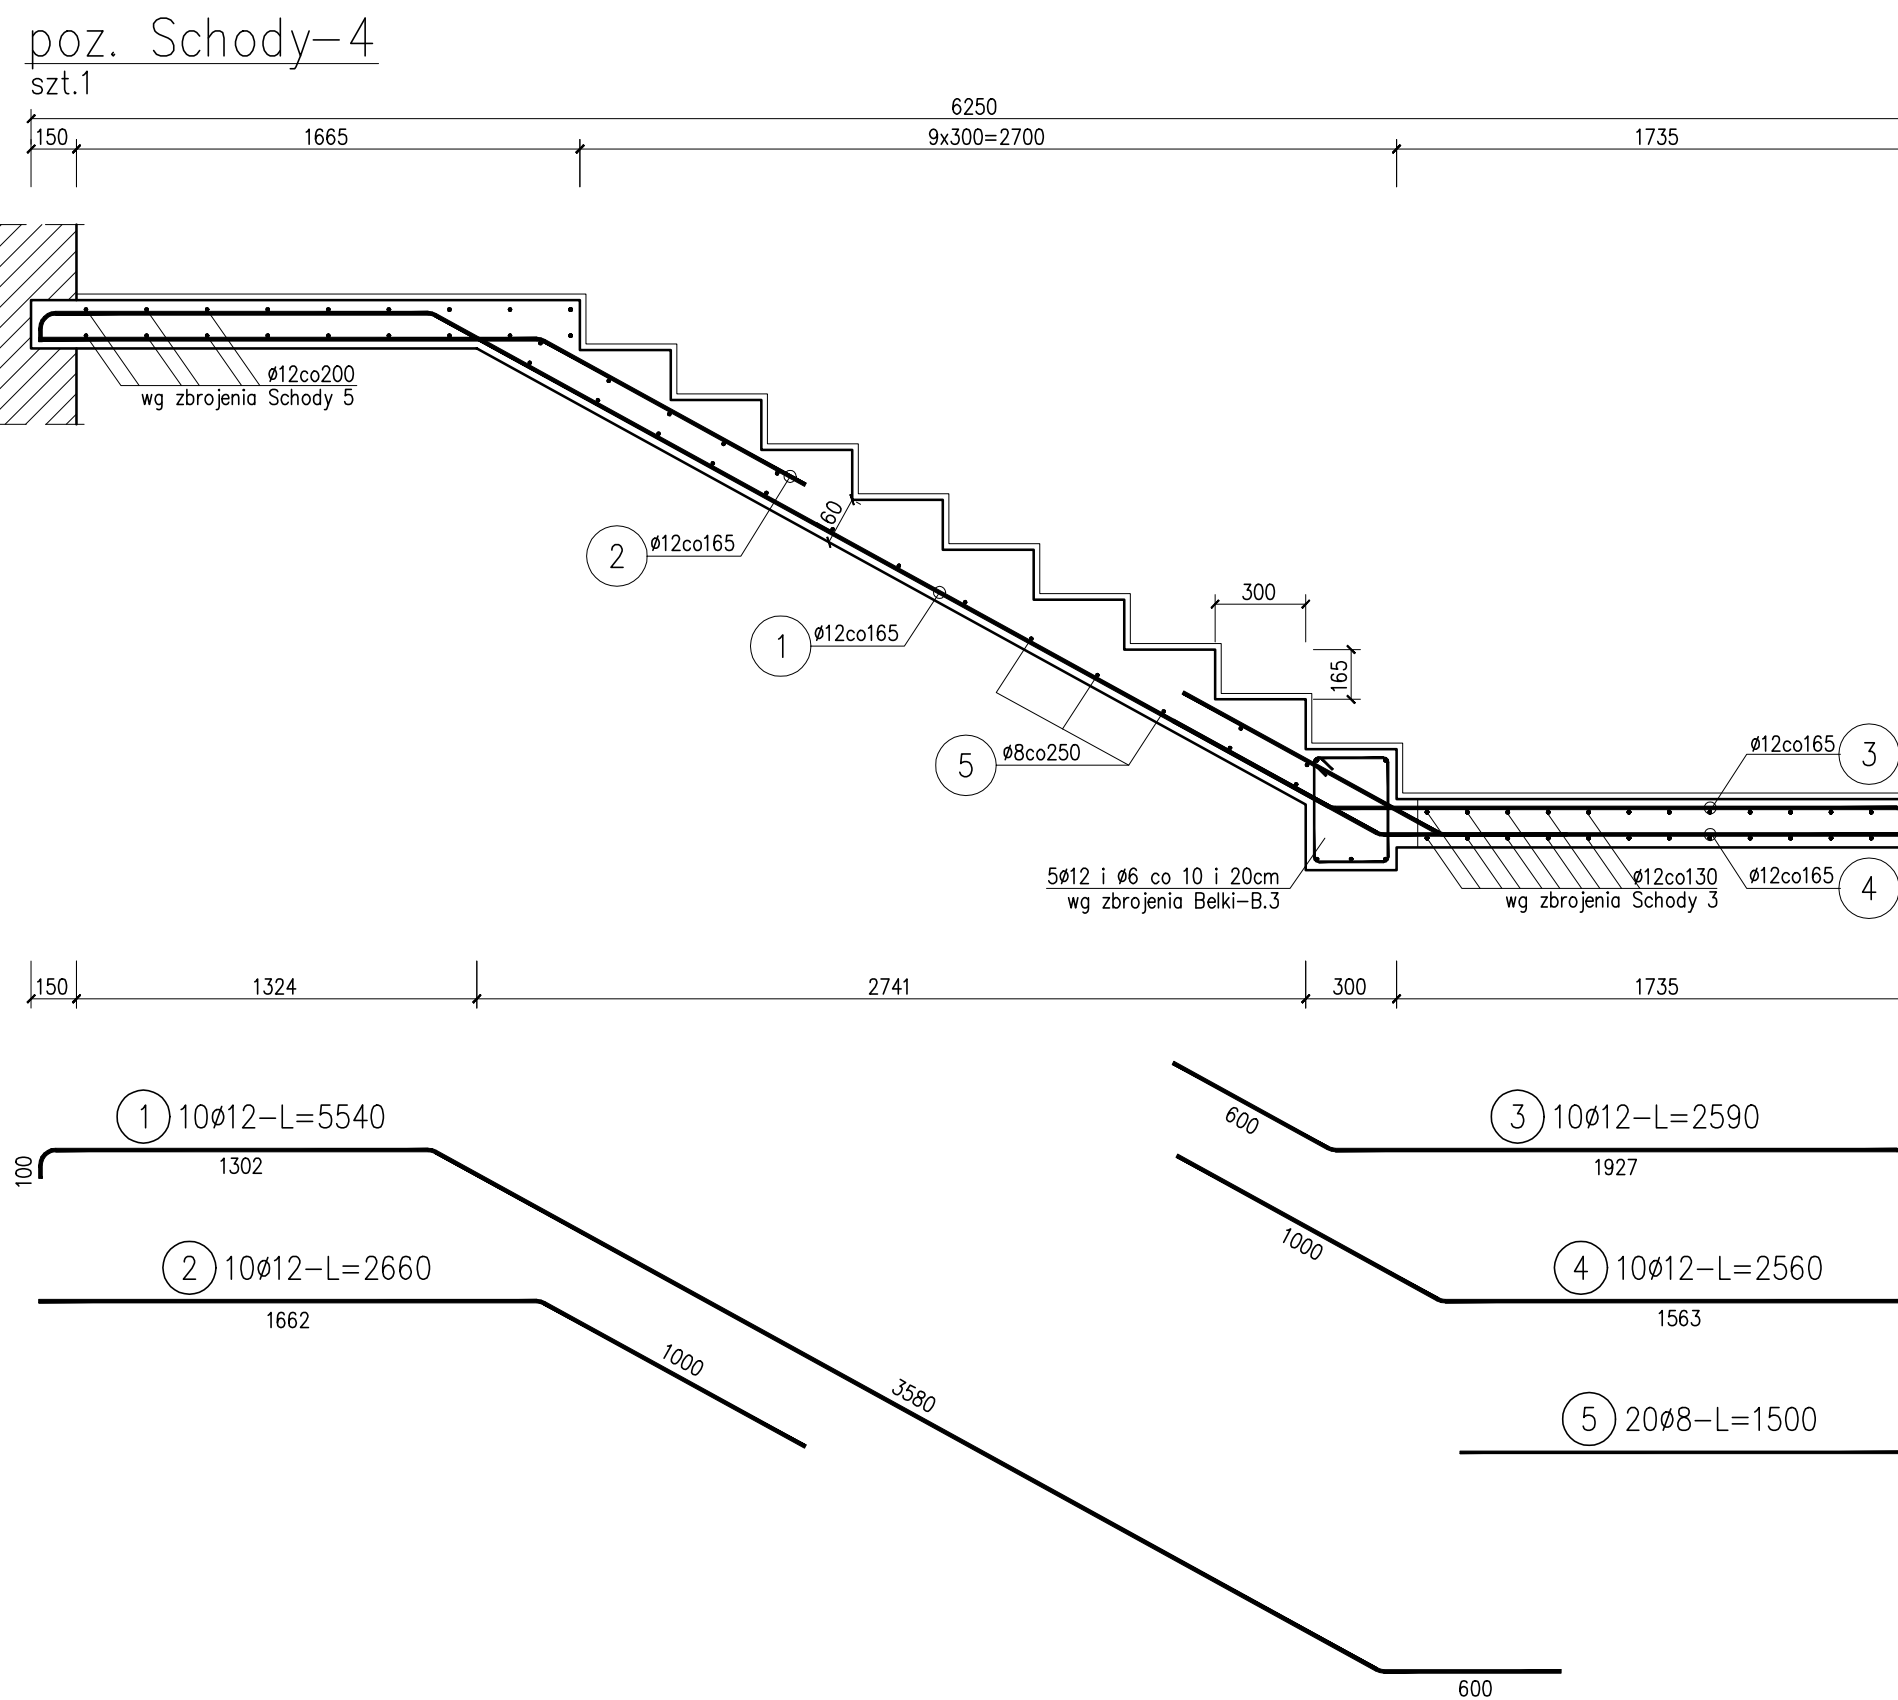 poz. Schody-4
szt.1
6250
150 1665 9x300=2700 1735
ø12co200
wg zbrojenia Schody 5
60
2 ø12co165
1 ø12co165
300
165
5 ø8co250
ø12co165 3
5ø12 i ø6 co 10 i 20cm
wg zbrojenia Belki-B.3
ø12co130
wg zbrojenia Schody 3
ø12co165 4
150 1324 2741 300 1735
1 10ø12-L=5540
100
1302
3580
600
2 10ø12-L=2660
1662
1000
3 10ø12-L=2590
600
1927
4 10ø12-L=2560
1000
1563
5 20ø8-L=1500